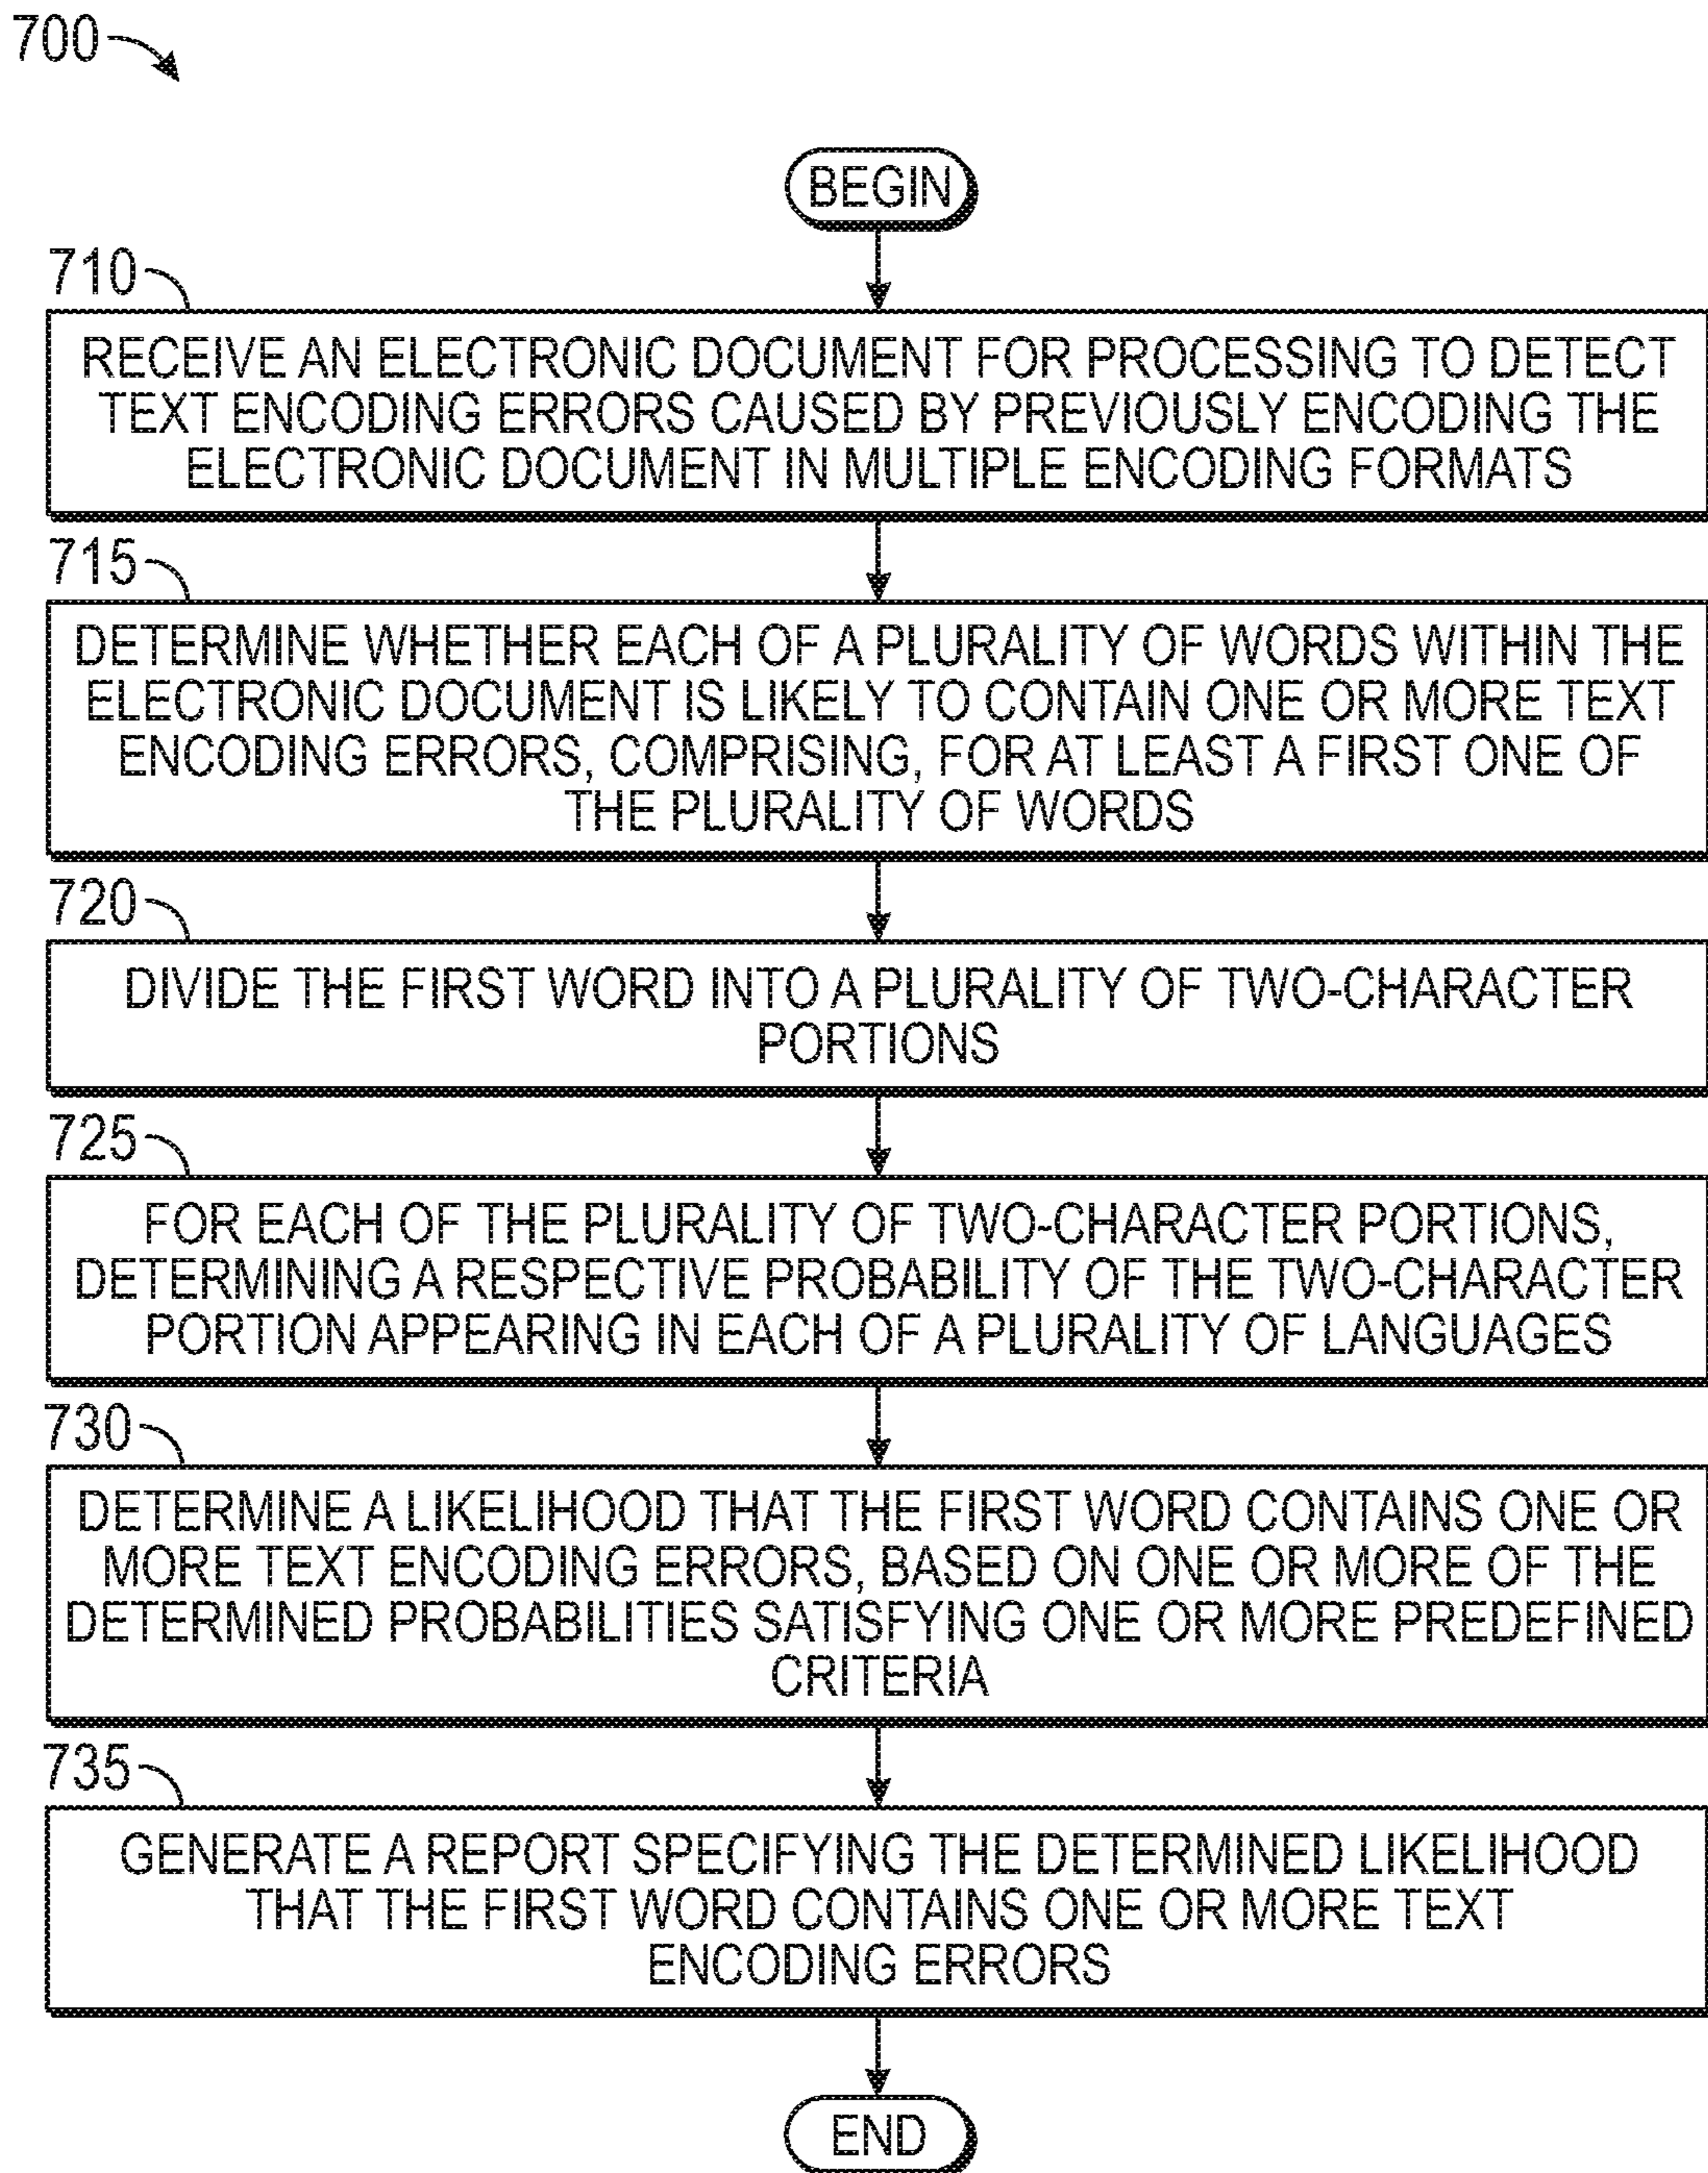 700
BEGIN
710
RECEIVE AN ELECTRONIC DOCUMENT FOR PROCESSING TO DETECT
TEXT ENCODING ERRORS CAUSED BY PREVIOUSLY ENCODING THE
ELECTRONIC DOCUMENT IN MULTIPLE ENCODING FORMATS
715
DETERMINE WHETHER EACH OF A PLURALITY OF WORDS WITHIN THE
ELECTRONIC DOCUMENT IS LIKELY TO CONTAIN ONE OR MORE TEXT
ENCODING ERRORS, COMPRISING, FOR AT LEAST A FIRST ONE OF
THE PLURALITY OF WORDS
720
DIVIDE THE FIRST WORD INTO A PLURALITY OF TWO-CHARACTER
PORTIONS
725
FOR EACH OF THE PLURALITY OF TWO-CHARACTER PORTIONS,
DETERMINING A RESPECTIVE PROBABILITY OF THE TWO-CHARACTER
PORTION APPEARING IN EACH OF A PLURALITY OF LANGUAGES
730
DETERMINE A LIKELIHOOD THAT THE FIRST WORD CONTAINS ONE OR
MORE TEXT ENCODING ERRORS, BASED ON ONE OR MORE OF THE
DETERMINED PROBABILITIES SATISFYING ONE OR MORE PREDEFINED
CRITERIA
735
GENERATE A REPORT SPECIFYING THE DETERMINED LIKELIHOOD
THAT THE FIRST WORD CONTAINS ONE OR MORE TEXT
ENCODING ERRORS
END